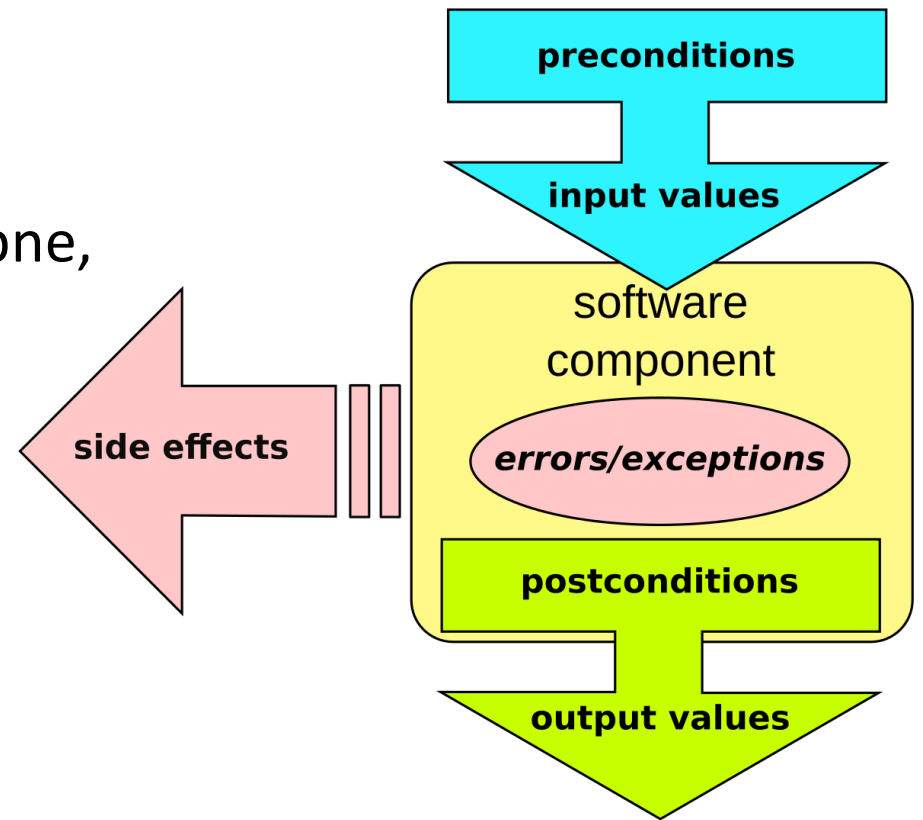 preconditions
input values
one,
software
component
side effects
errors/exceptions
postconditions
output values